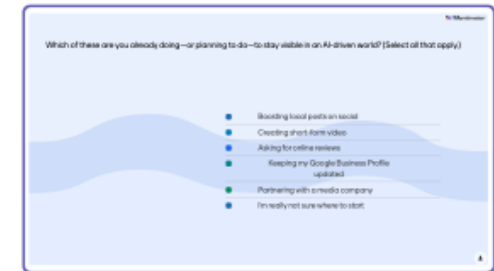 Mentimeter
Which of these are you already doing—or planning to do—to stay visible in an AI-driven world? (Select all that apply)
Boosting local posts on social
Creating short-form video
Asking for online reviews
Keeping my Google Business Profile
updated
Partnering with a media company
I'm really not sure where to start